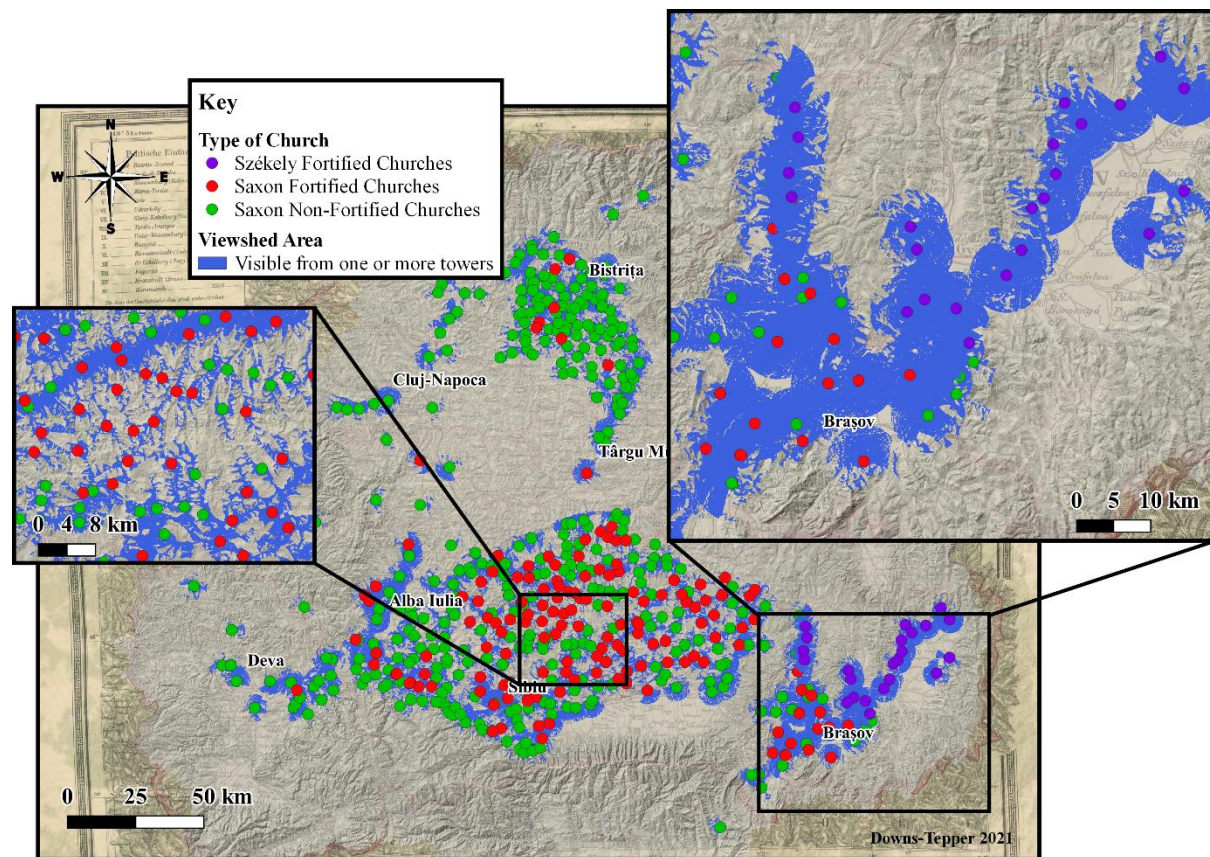 Key
Type of Church
Székely Fortified Churches
Saxon Fortified Churches
Saxon Non-Fortified Churches
Viewshed Area
Visible from one or more towers
N
W
E
S
Bistrița
Cluj-Napoca
Târgu Mu
Alba Iulia
Deva
Sibiu
Brașov
Brașov
0 4 8 km
0 5 10 km
0 25 50 km
Downs-Tepper 2021